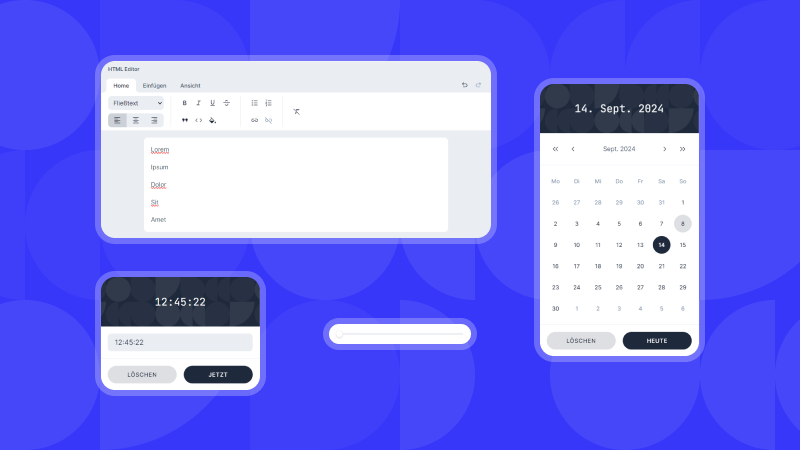 HTML Editor
Home Einfügen Ansicht
Fließtext
B I U S
Lorem
Ipsum
Dolor
Sit
Amet
12:45:22
12:45:22
LÖSCHEN JETZT
14. Sept. 2024
Sept. 2024
Mo Di Mi Do Fr Sa So
26 27 28 29 30 31 1
2 3 4 5 6 7 8
9 10 11 12 13 14 15
16 17 18 19 20 21 22
23 24 25 26 27 28 29
30 1 2 3 4 5 6
LÖSCHEN HEUTE